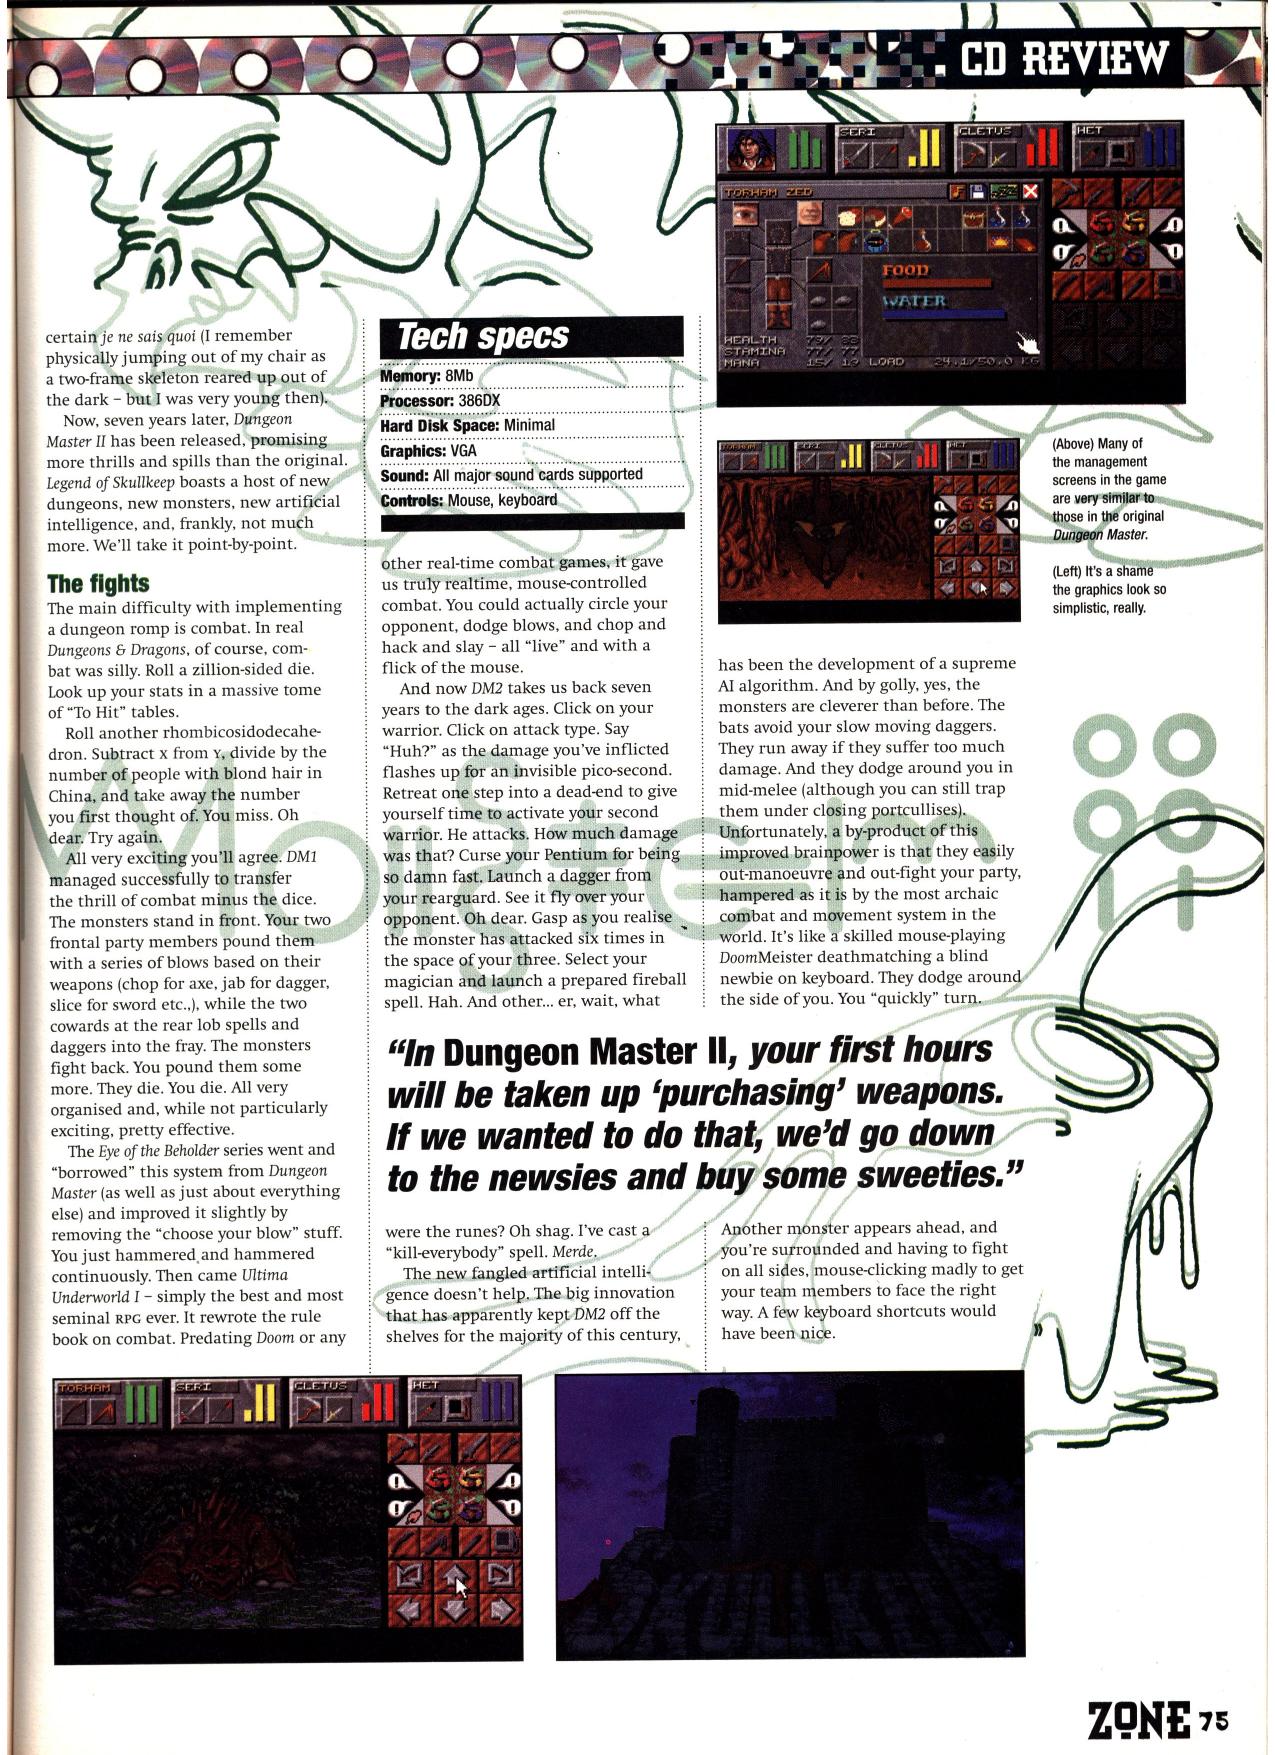 CD REVIEW
certain je ne sais quoi (I remember
physically jumping out of my chair as
a two-frame skeleton reared up out of
the dark – but I was very young then).
Now, seven years later, Dungeon
Master II has been released, promising
more thrills and spills than the original.
Legend of Skullkeep boasts a host of new
dungeons, new monsters, new artificial
intelligence, and, frankly, not much
more. We'll take it point-by-point.
The fights
The main difficulty with implementing
a dungeon romp is combat. In real
Dungeons & Dragons, of course, com-
bat was silly. Roll a zillion-sided die.
Look up your stats in a massive tome
of "To Hit" tables.
Roll another rhombicosidodecahe-
dron. Subtract X from Y, divide by the
number of people with blond hair in
China, and take away the number
you first thought of. You miss. Oh
dear. Try again.
All very exciting you'll agree. DM1
managed successfully to transfer
the thrill of combat minus the dice.
The monsters stand in front. Your two
frontal party members pound them
with a series of blows based on their
weapons (chop for axe, jab for dagger,
slice for sword etc.,), while the two
cowards at the rear lob spells and
daggers into the fray. The monsters
fight back. You pound them some
more. They die. You die. All very
organised and, while not particularly
exciting, pretty effective.
The Eye of the Beholder series went and
"borrowed" this system from Dungeon
Master (as well as just about everything
else) and improved it slightly by
removing the "choose your blow" stuff.
You just hammered and hammered
continuously. Then came Ultima
Underworld I – simply the best and most
seminal RPG ever. It rewrote the rule
book on combat. Predating Doom or any
Tech specs
Memory: 8Mb
Processor: 386DX
Hard Disk Space: Minimal
Graphics: VGA
Sound: All major sound cards supported
Controls: Mouse, keyboard
other real-time combat games, it gave
us truly realtime, mouse-controlled
combat. You could actually circle your
opponent, dodge blows, and chop and
hack and slay – all "live" and with a
flick of the mouse.
And now DM2 takes us back seven
years to the dark ages. Click on your
warrior. Click on attack type. Say
"Huh?" as the damage you've inflicted
flashes up for an invisible pico-second.
Retreat one step into a dead-end to give
yourself time to activate your second
warrior. He attacks. How much damage
was that? Curse your Pentium for being
so damn fast. Launch a dagger from
your rearguard. See it fly over your
opponent. Oh dear. Gasp as you realise
the monster has attacked six times in
the space of your three. Select your
magician and launch a prepared fireball
spell. Hah. And other... er, wait, what
"In Dungeon Master II, your first hours
will be taken up 'purchasing' weapons.
If we wanted to do that, we'd go down
to the newsies and buy some sweeties."
were the runes? Oh shag. I've cast a
"kill-everybody" spell. Merde.
The new fangled artificial intelli-
gence doesn't help. The big innovation
that has apparently kept DM2 off the
shelves for the majority of this century,
SERI
CLETUS
HET
TORHAM ZED
FOOD
WATER
HEALTH
STAMINA 77/ 77
MANA 15/ 19
LOAD 24.1/50.0 KG
(Above) Many of
the management
screens in the game
are very similar to
those in the original
Dungeon Master.
(Left) It's a shame
the graphics look so
simplistic, really.
TORHAM
SERI
CLETUS
HET
has been the development of a supreme
AI algorithm. And by golly, yes, the
monsters are cleverer than before. The
bats avoid your slow moving daggers.
They run away if they suffer too much
damage. And they dodge around you in
mid-melee (although you can still trap
them under closing portcullises).
Unfortunately, a by-product of this
improved brainpower is that they easily
out-manoeuvre and out-fight your party,
hampered as it is by the most archaic
combat and movement system in the
world. It's like a skilled mouse-playing
DoomMeister deathmatching a blind
newbie on keyboard. They dodge around
the side of you. You "quickly" turn.
Another monster appears ahead, and
you're surrounded and having to fight
on all sides, mouse-clicking madly to get
your team members to face the right
way. A few keyboard shortcuts would
have been nice.
»
TORHAM
SERI
CLETUS
HET
ZONE 75